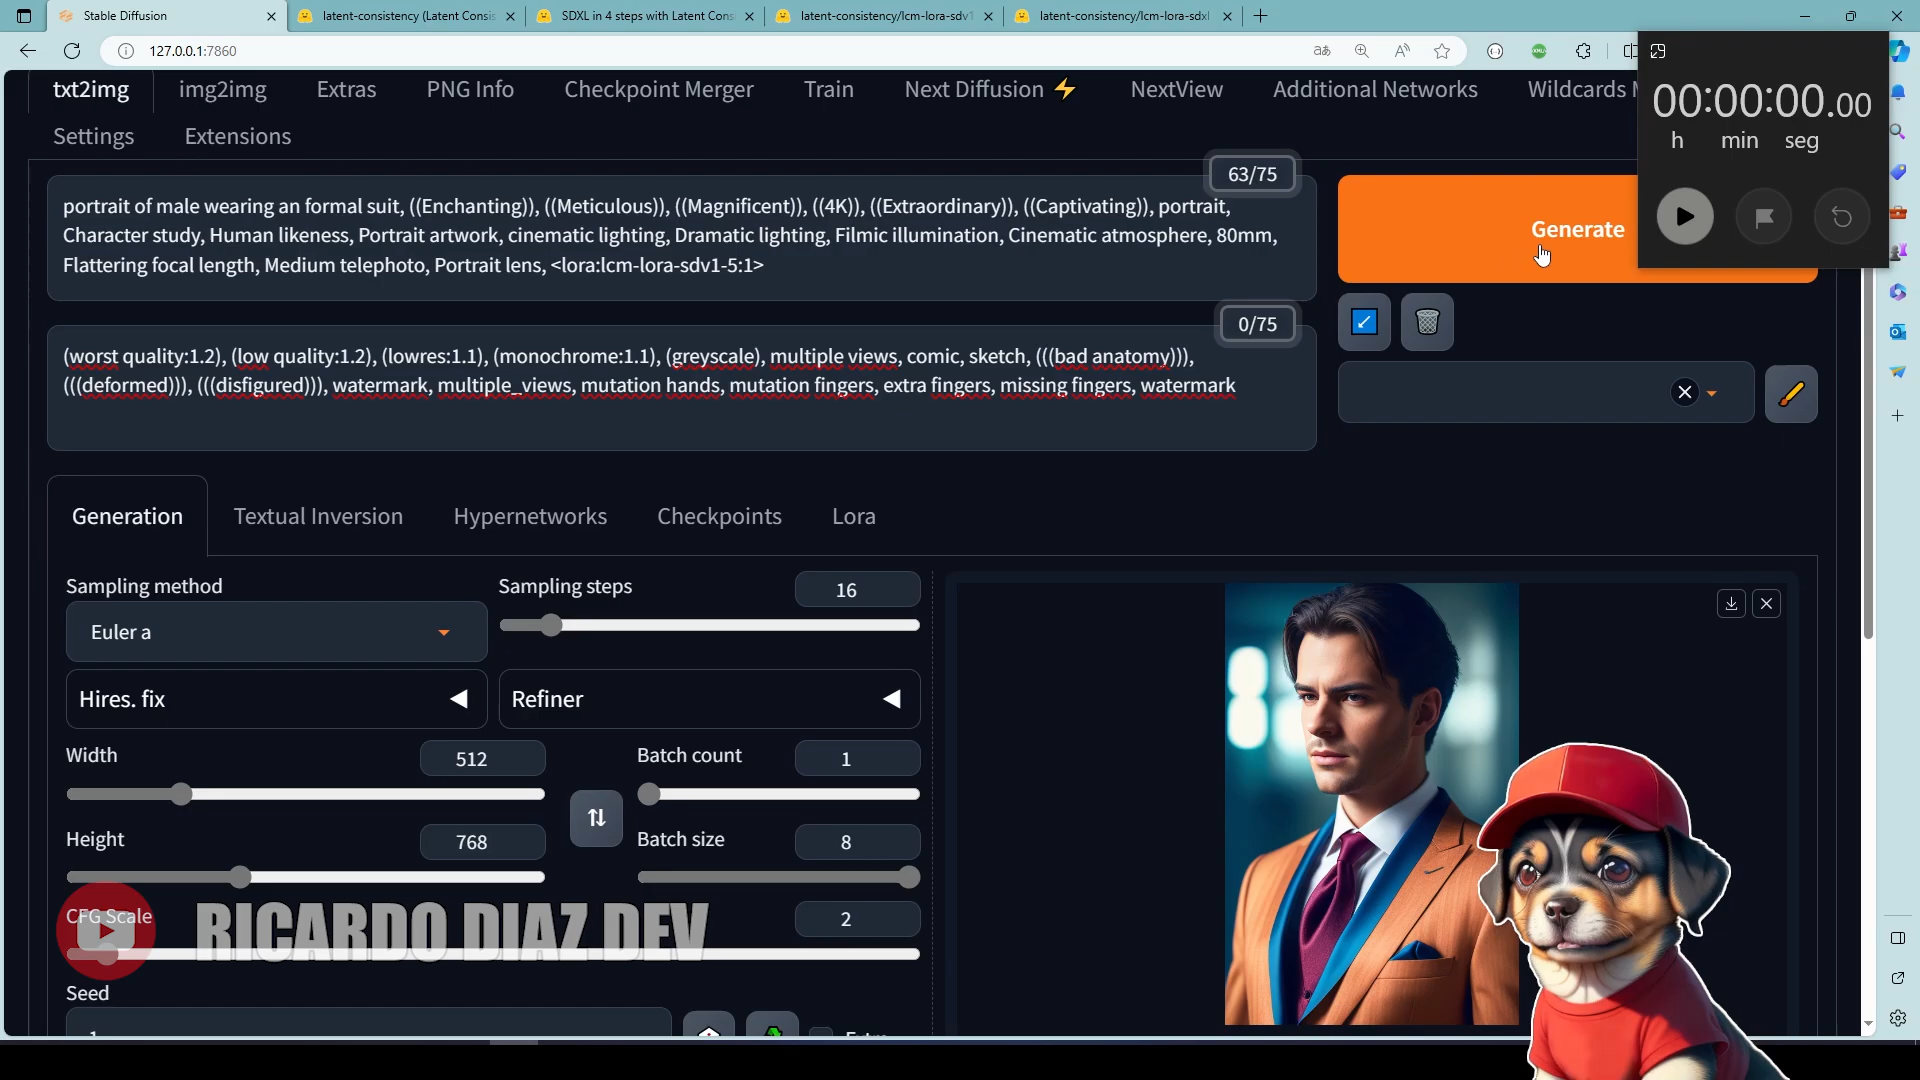 Stable Diffusion
latent-consistency (Latent Consis
SDXL in 4 steps with Latent Con
latent-consistency/lcm-lora-sdv1
latent-consistency/lcm-lora-sdxl
127.0.0.1:7860
txt2img
img2img
Extras
PNG Info
Checkpoint Merger
Train
Next Diffusion ⚡
NextView
Additional Networks
Wildcards M
Settings
Extensions
00:00:00.00
h min seg
63/75
portrait of male wearing an formal suit, ((Enchanting)), ((Meticulous)), ((Magnificent)), ((4K)), ((Extraordinary)), ((Captivating)), portrait,
Character study, Human likeness, Portrait artwork, cinematic lighting, Dramatic lighting, Filmic illumination, Cinematic atmosphere, 80mm,
Flattering focal length, Medium telephoto, Portrait lens, <lora:lcm-lora-sdv1-5:1>
Generate
0/75
(worst quality:1.2), (low quality:1.2), (lowres:1.1), (monochrome:1.1), (greyscale), multiple views, comic, sketch, (((bad anatomy))),
(((deformed))), (((disfigured))), watermark, multiple_views, mutation hands, mutation fingers, extra fingers, missing fingers, watermark
Generation
Textual Inversion
Hypernetworks
Checkpoints
Lora
Sampling method
Euler a
Sampling steps
16
Hires. fix
Refiner
Width
512
Batch count
1
Height
768
Batch size
8
CFG Scale
2
RICARDO DIAZ DEV
Seed